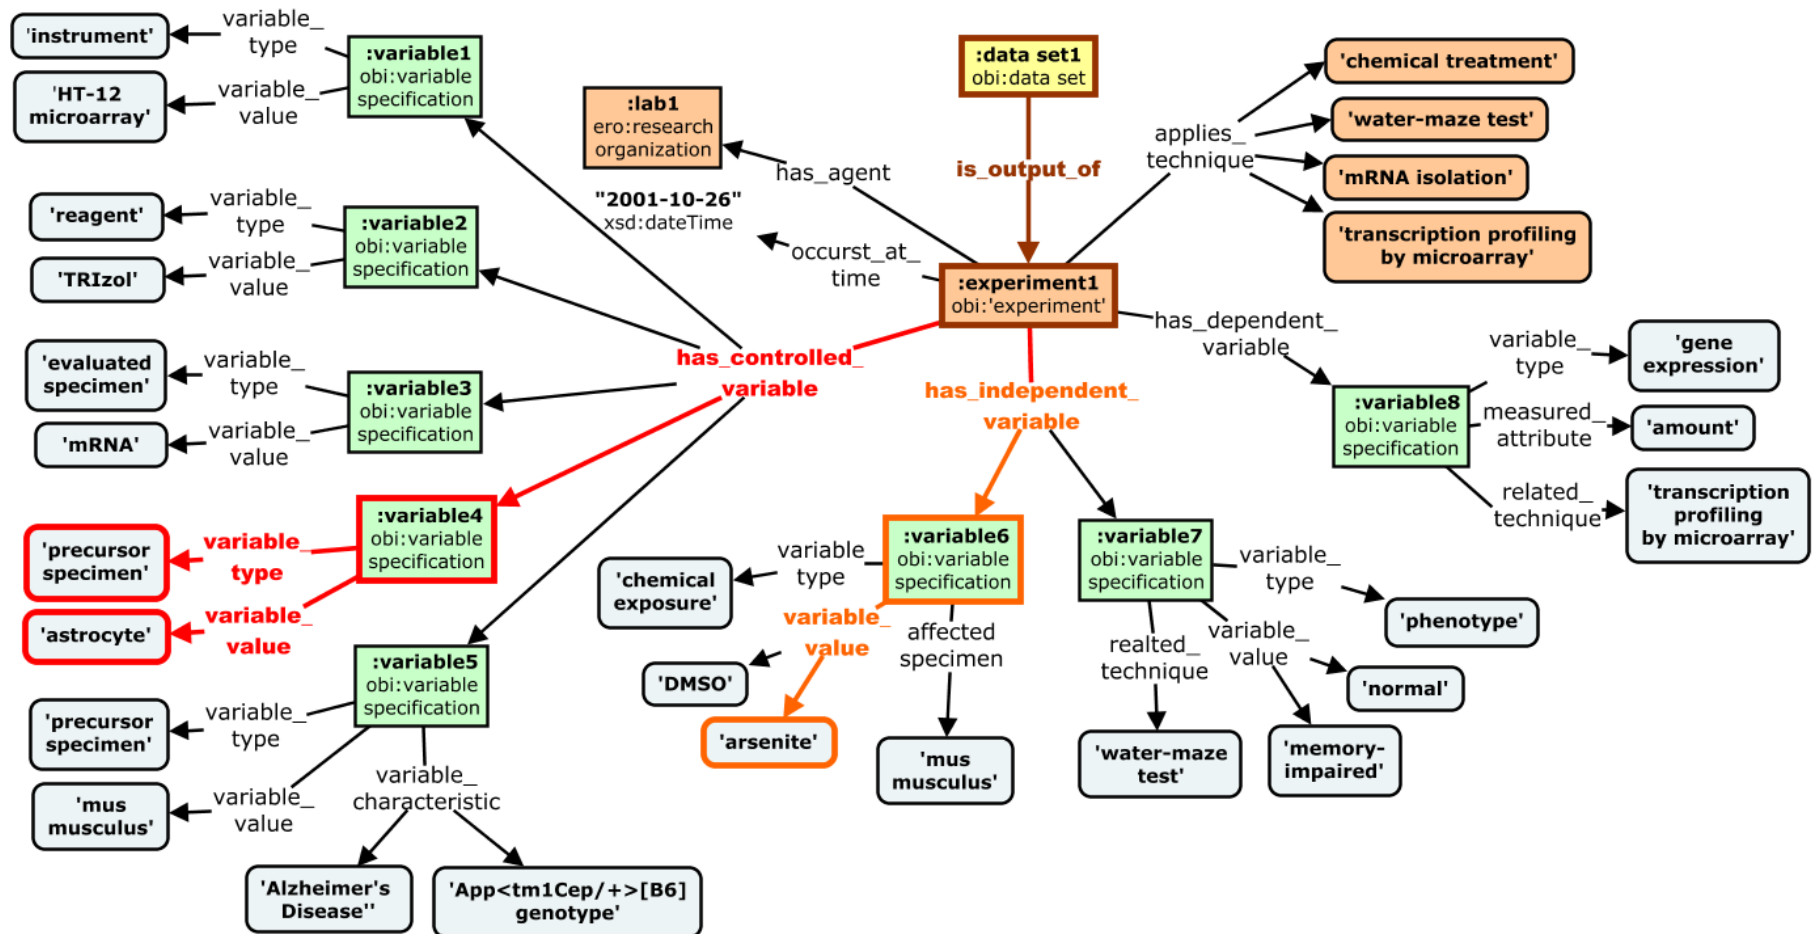 'instrument'
variable_
type
'HT-12
microarray'
variable_
value
:variable1
obi:variable
specification
:lab1
ero:research
organization
has_agent
"2001-10-26"
xsd:dateTime
occurst_at_
time
:data set1
obi:data set
is_output_of
:experiment1
obi:'experiment'
applies_
technique
'chemical treatment'
'water-maze test'
'mRNA isolation'
'transcription profiling
by microarray'
'reagent'
variable_
type
'TRIzol'
variable_
value
:variable2
obi:variable
specification
has_controlled_
variable
'evaluated
specimen'
variable_
type
'mRNA'
variable_
value
:variable3
obi:variable
specification
'precursor
specimen'
variable_
type
'astrocyte'
variable_
value
:variable4
obi:variable
specification
'precursor
specimen'
variable_
type
'mus
musculus'
variable_
value
:variable5
obi:variable
specification
variable_
characteristic
'Alzheimer's
Disease''
'App<tm1Cep/+>[B6]
genotype'
has_independent_
variable
:variable6
obi:variable
specification
variable_
type
'chemical
exposure'
variable_
value
'DMSO'
'arsenite'
affected_
specimen
'mus
musculus'
:variable7
obi:variable
specification
variable_
type
'phenotype'
realted_
technique
'water-maze
test'
variable_
value
'normal'
'memory-
impaired'
has_dependent_
variable
:variable8
obi:variable
specification
variable_
type
'gene
expression'
measured_
attribute
'amount'
related_
technique
'transcription
profiling
by microarray'